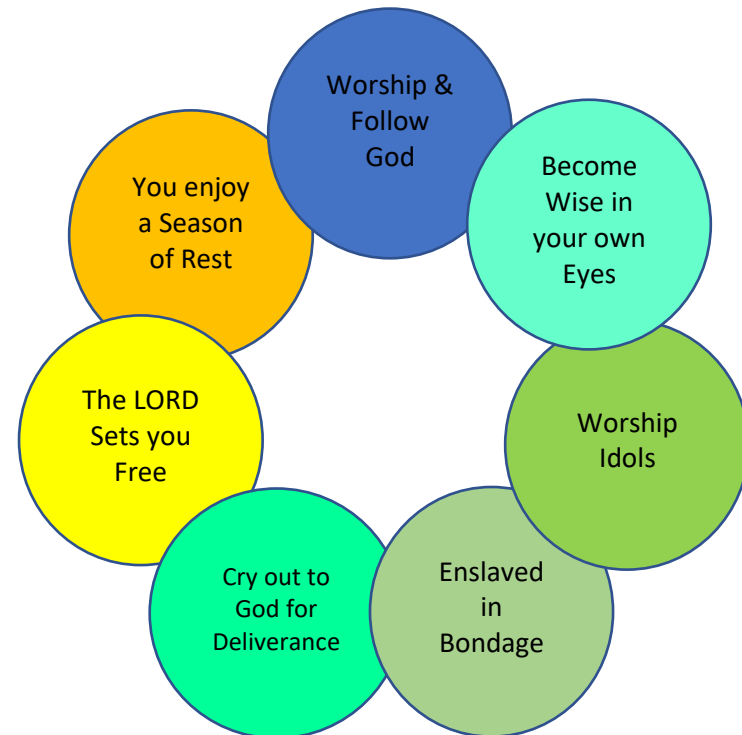 Worship &
Follow
God
Become
Wise in
your own
Eyes
Worship
Idols
Enslaved
in
Bondage
Cry out to
God for
Deliverance
The LORD
Sets you
Free
You enjoy
a Season
of Rest